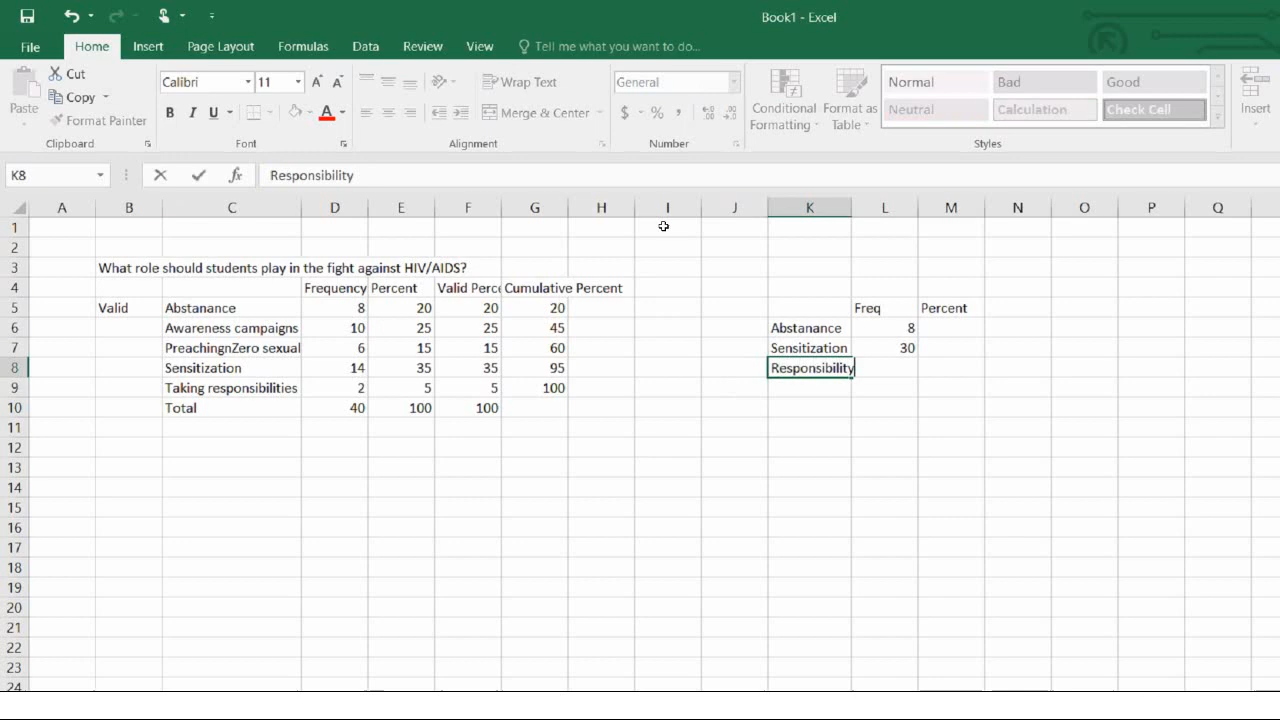 Book1 - Excel
File Home Insert Page Layout Formulas Data Review View Tell me what you want to do...
Cut
Copy
Format Painter
Paste
Clipboard
Calibri 11
B I U A
Font
Wrap Text
Merge & Center
Alignment
General
$ % ,
Number
Conditional Formatting
Format as Table
Normal Bad Good
Neutral Calculation Check Cell
Styles
Insert
K8 fx Responsibility
A B C D E F G H I J K L M N O P Q
1
2
3 What role should students play in the fight against HIV/AIDS?
4 Frequency Percent Valid Perc Cumulative Percent
5 Valid Abstanance 8 20 20 20 Freq Percent
6 Awareness campaigns 10 25 25 45 Abstanance 8
7 PreachingnZero sexual 6 15 15 60 Sensitization 30
8 Sensitization 14 35 35 95 Responsibility
9 Taking responsibilities 2 5 5 100
10 Total 40 100 100
11
12
13
14
15
16
17
18
19
20
21
22
23
24